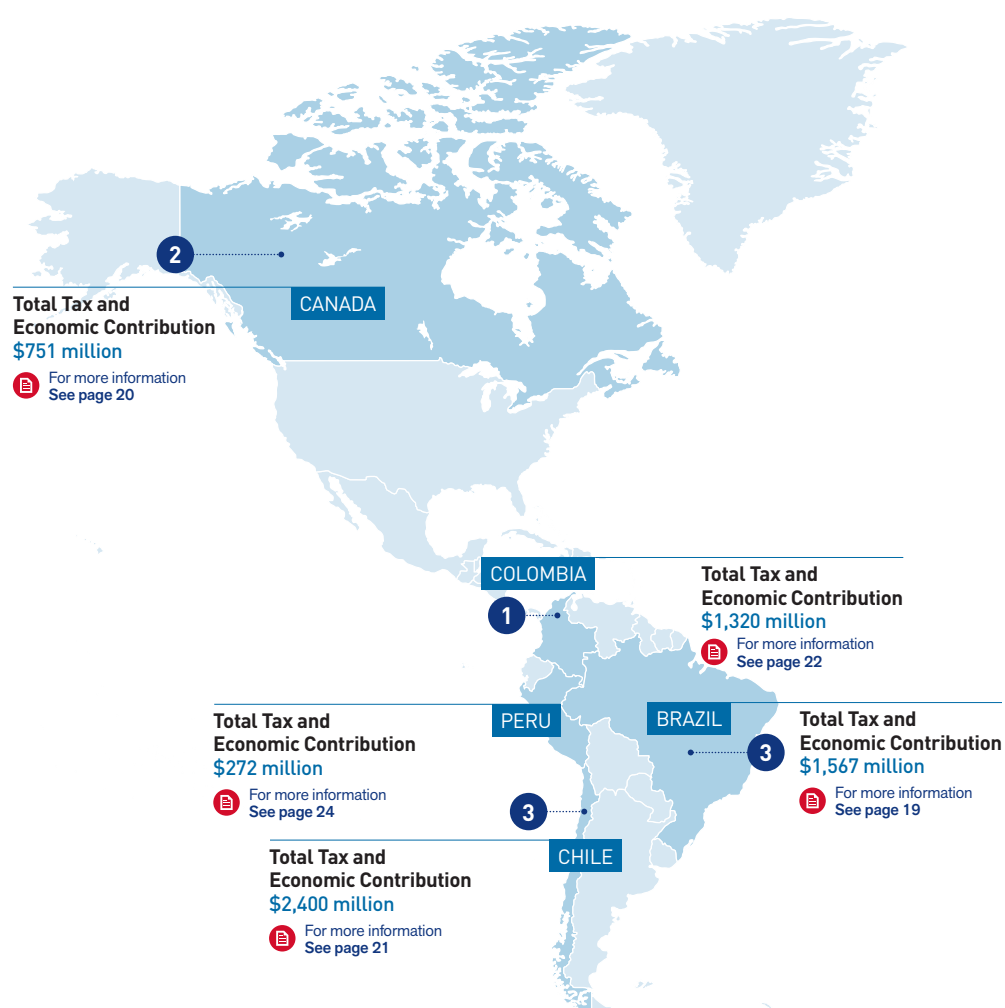 2
CANADA
Total Tax and
Economic Contribution
$751 million
For more information
See page 20
COLOMBIA
1
Total Tax and
Economic Contribution
$1,320 million
For more information
See page 22
PERU
Total Tax and
Economic Contribution
$272 million
For more information
See page 24
BRAZIL
3
Total Tax and
Economic Contribution
$1,567 million
For more information
See page 19
3
CHILE
Total Tax and
Economic Contribution
$2,400 million
For more information
See page 21